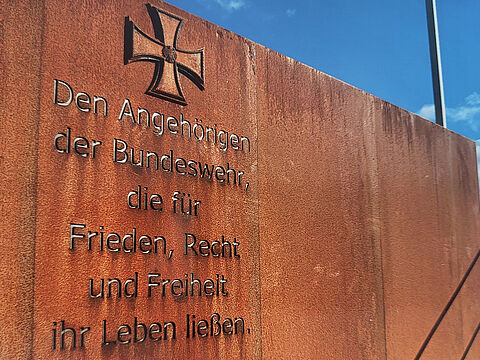 Den Angehörigen
der Bundeswehr,
die für
Frieden, Recht
und Freiheit
ihr Leben ließen.